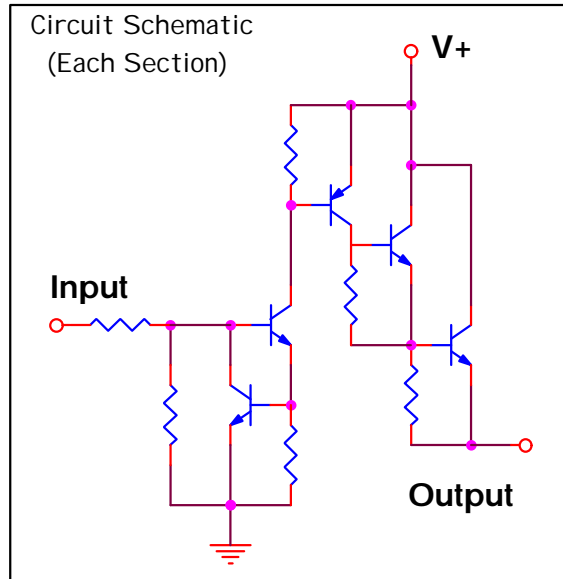 Circuit Schematic
(Each Section)
V+
Input
Output